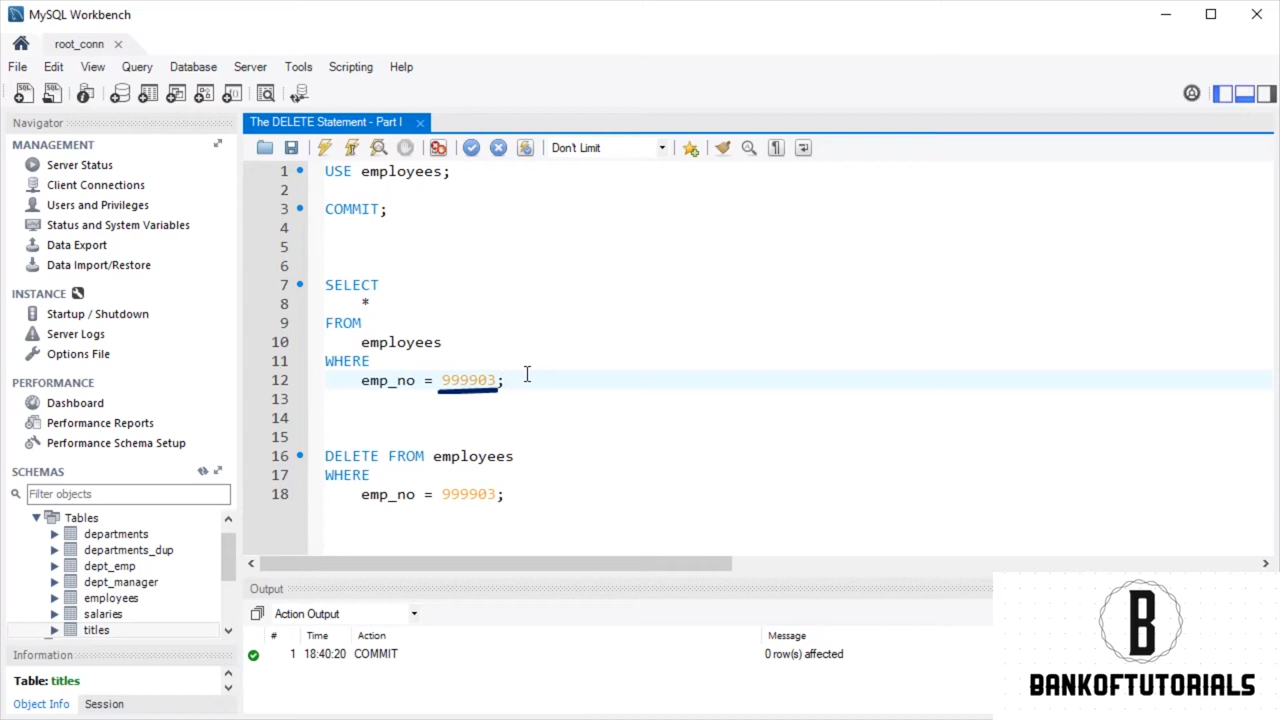 MySQL Workbench
root_conn
File Edit View Query Database Server Tools Scripting Help
Navigator
MANAGEMENT
Server Status
Client Connections
Users and Privileges
Status and System Variables
Data Export
Data Import/Restore
INSTANCE
Startup / Shutdown
Server Logs
Options File
PERFORMANCE
Dashboard
Performance Reports
Performance Schema Setup
SCHEMAS
Filter objects
Tables
departments
departments_dup
dept_emp
dept_manager
employees
salaries
titles
Information
Table: titles
Object Info Session
The DELETE Statement - Part I
Don't Limit
1 USE employees;
2
3 COMMIT;
4
5
6
7 SELECT
8 *
9 FROM
10 employees
11 WHERE
12 emp_no = 999903;
13
14
15
16 DELETE FROM employees
17 WHERE
18 emp_no = 999903;
Output
Action Output
# Time Action Message
1 18:40:20 COMMIT 0 row(s) affected
B
BANKOFTUTORIALS